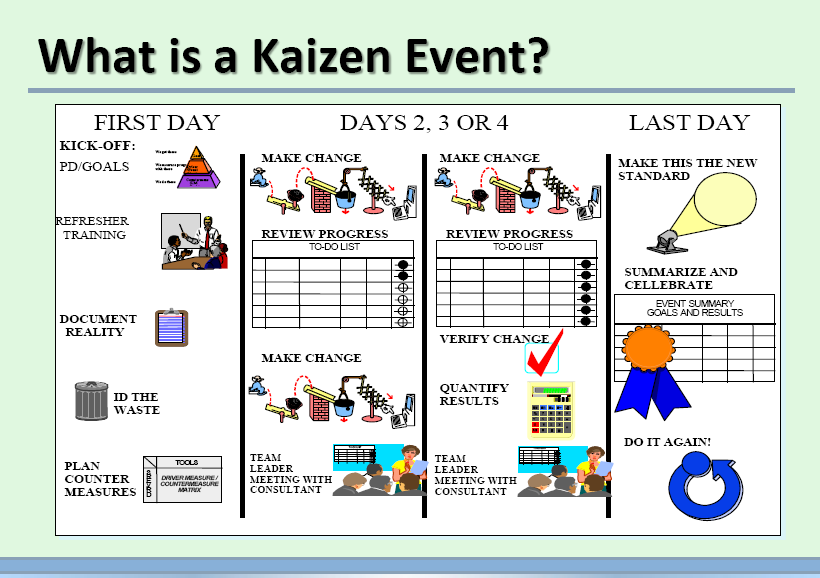 What is a Kaizen Event?
FIRST DAY
KICK-OFF:
PD/GOALS
REFRESHER
TRAINING
DOCUMENT
REALITY
ID THE
WASTE
PLAN
COUNTER
MEASURES
TOOLS
DRIVER MEASURE /
COUNTERMEASURE
MATRIX
DAYS 2, 3 OR 4
MAKE CHANGE
REVIEW PROGRESS
TO-DO LIST
MAKE CHANGE
TEAM
LEADER
MEETING WITH
CONSULTANT
MAKE CHANGE
REVIEW PROGRESS
TO-DO LIST
VERIFY CHANGE
QUANTIFY
RESULTS
TEAM
LEADER
MEETING WITH
CONSULTANT
LAST DAY
MAKE THIS THE NEW
STANDARD
SUMMARIZE AND
CELLEBRATE
EVENT SUMMARY
GOALS AND RESULTS
DO IT AGAIN!